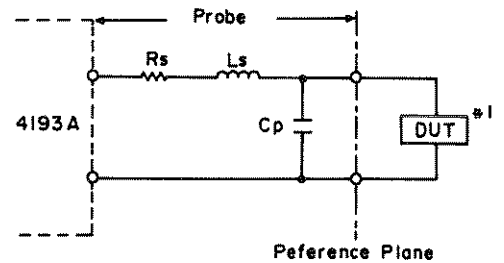 Probe
Rs
Ls
4193A
Cp
DUT
*1
Peference Plane